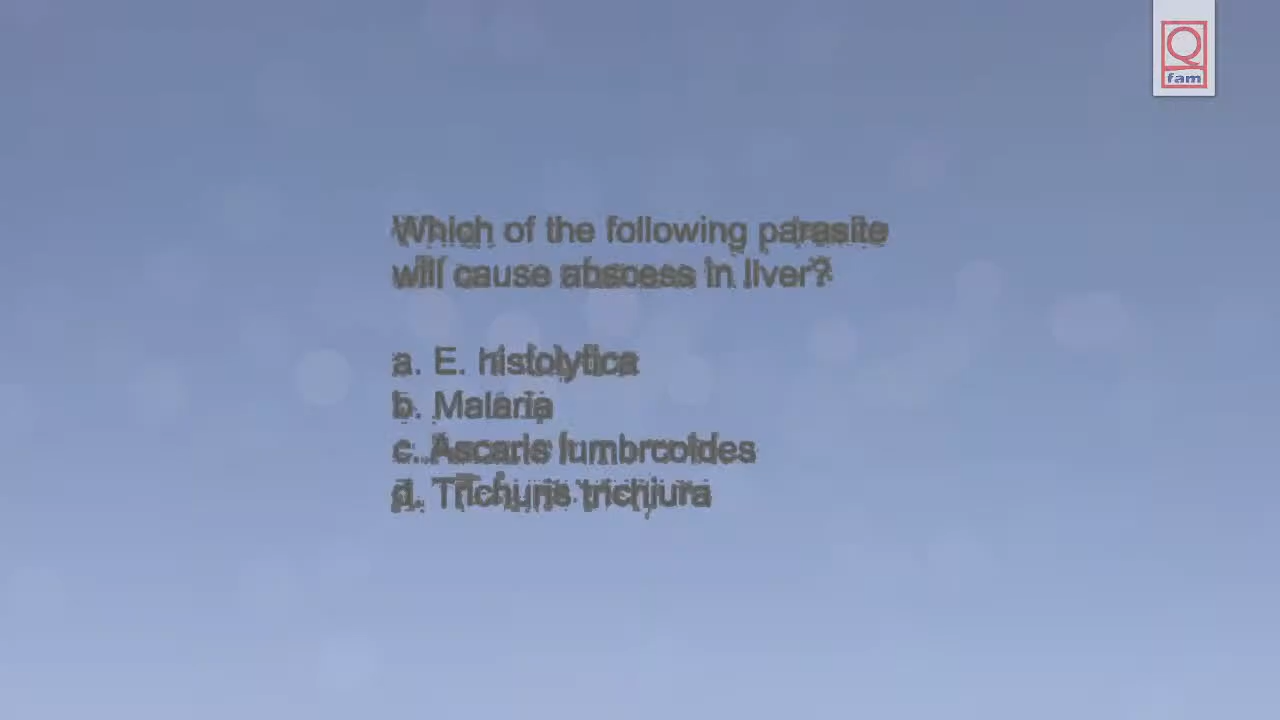 Q
fam
Which of the following parasite
will cause abscess in liver?
a. E. histolytica
b. Malaria
c. Ascaris lumbrcoides
d. Trichuris trichiura